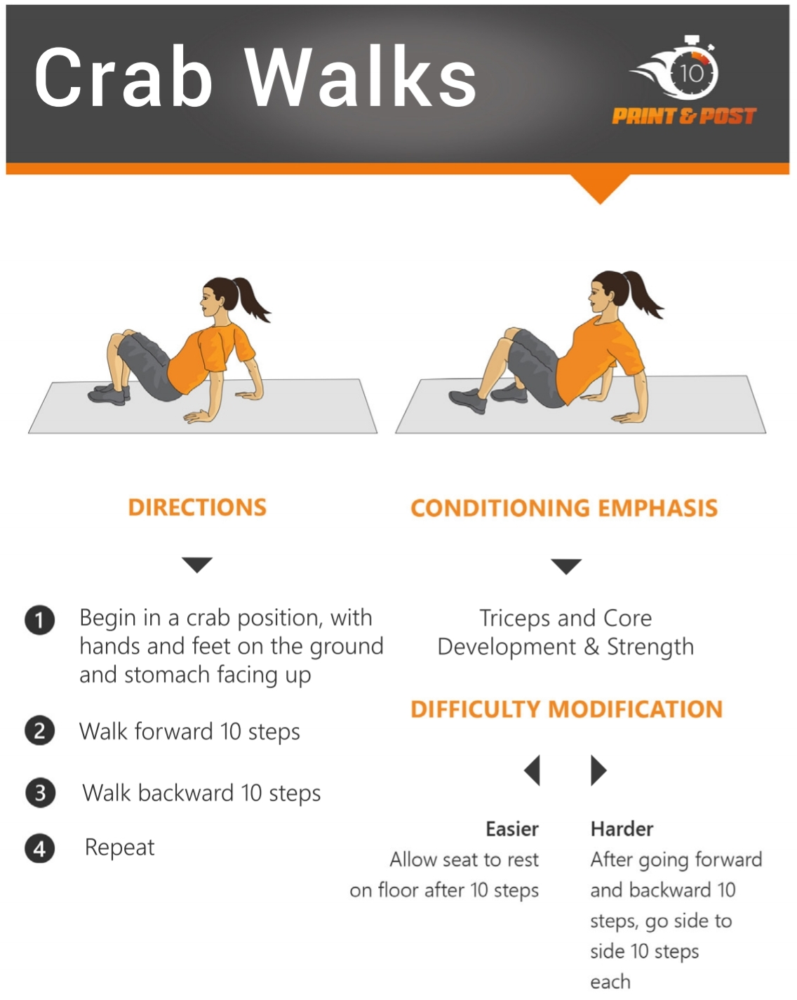 Crab Walks
10
PRINT & POST
DIRECTIONS
1 Begin in a crab position, with
hands and feet on the ground
and stomach facing up
2 Walk forward 10 steps
3 Walk backward 10 steps
4 Repeat
CONDITIONING EMPHASIS
Triceps and Core
Development & Strength
DIFFICULTY MODIFICATION
Easier
Allow seat to rest
on floor after 10 steps
Harder
After going forward
and backward 10
steps, go side to
side 10 steps
each